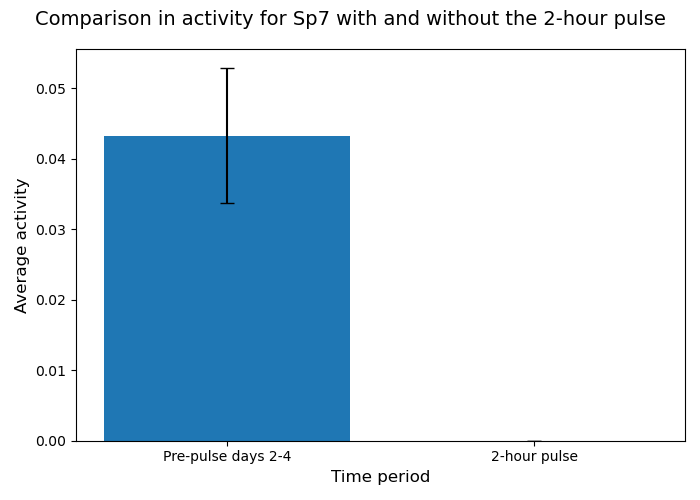 Comparison in activity for Sp7 with and without the 2-hour pulse
Average activity
0.05
0.04
0.03
0.02
0.01
0.00
Pre-pulse days 2-4
2-hour pulse
Time period